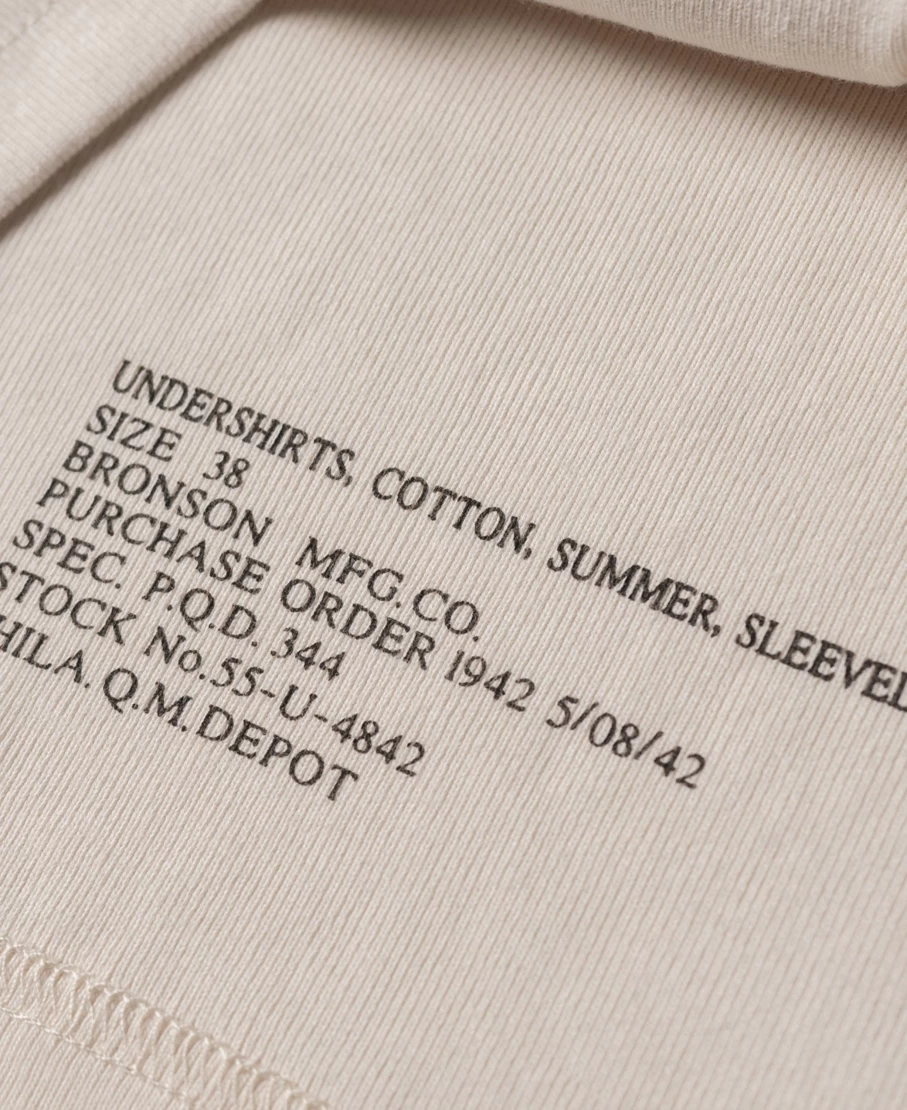 UNDERSHIRTS, COTTON, SUMMER, SLEEVEL
SIZE 38
BRONSON MFG.CO.
PURCHASE ORDER 1942 5/08/42
SPEC. P.Q.D. 344
STOCK No.55-U-4842
HILA. Q.M.DEPOT